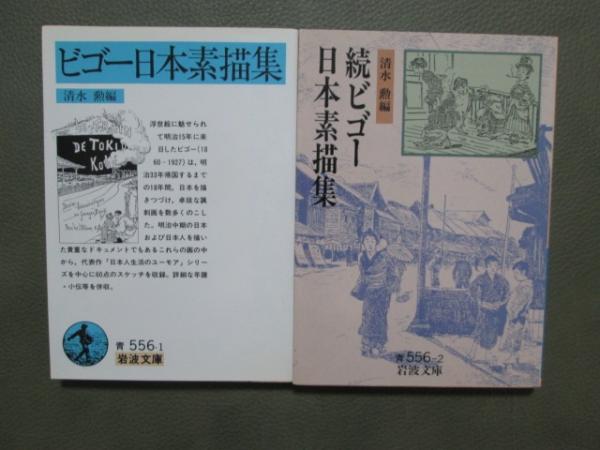 ビゴー日本素描集
清水 勲編
DE TOKIO
KOBÉ
浮世絵に魅せられ
て明治15年に来
日したビゴー(18
60-1927)は,明
治33年帰国するまで
の18年間,日本を描
きつづけ,卓抜な諷
刺画を数多くのこし
た.明治中期の日本
および日本人を描い
た貴重なドキュメントでもあるこれらの画の中
から,代表作「日本人生活のユーモア」シリー
ズを中心に60点のスケッチを収録.詳細な年譜
・小伝等を併収.
青 556-1
岩波文庫
続ビゴー
日本素描集
清水 勲編
青 556-2
岩波文庫